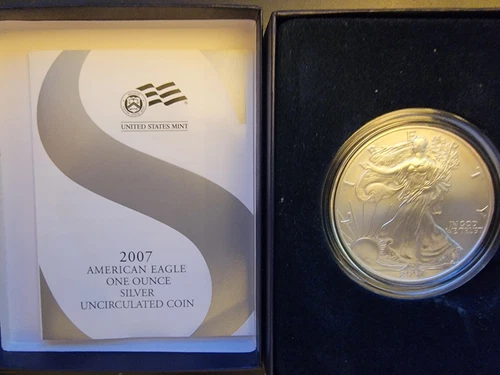 UNITED STATES MINT
2007
AMERICAN EAGLE
ONE OUNCE
SILVER
UNCIRCULATED COIN
IN GOD
WE TRUST